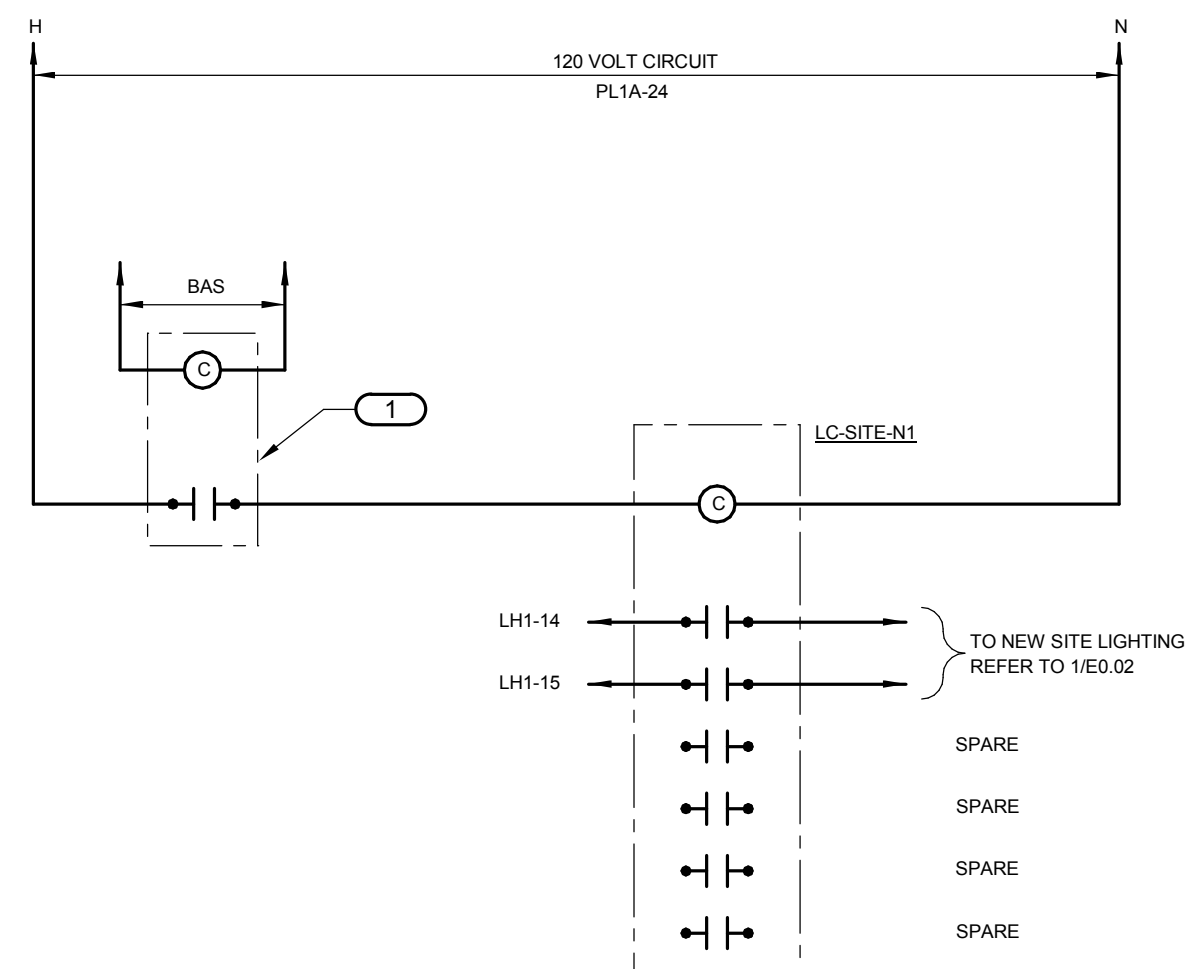 H
N
120 VOLT CIRCUIT
PL1A-24
BAS
C
1
LC-SITE-N1
C
LH1-14
TO NEW SITE LIGHTING
REFER TO 1/E0.02
LH1-15
SPARE
SPARE
SPARE
SPARE